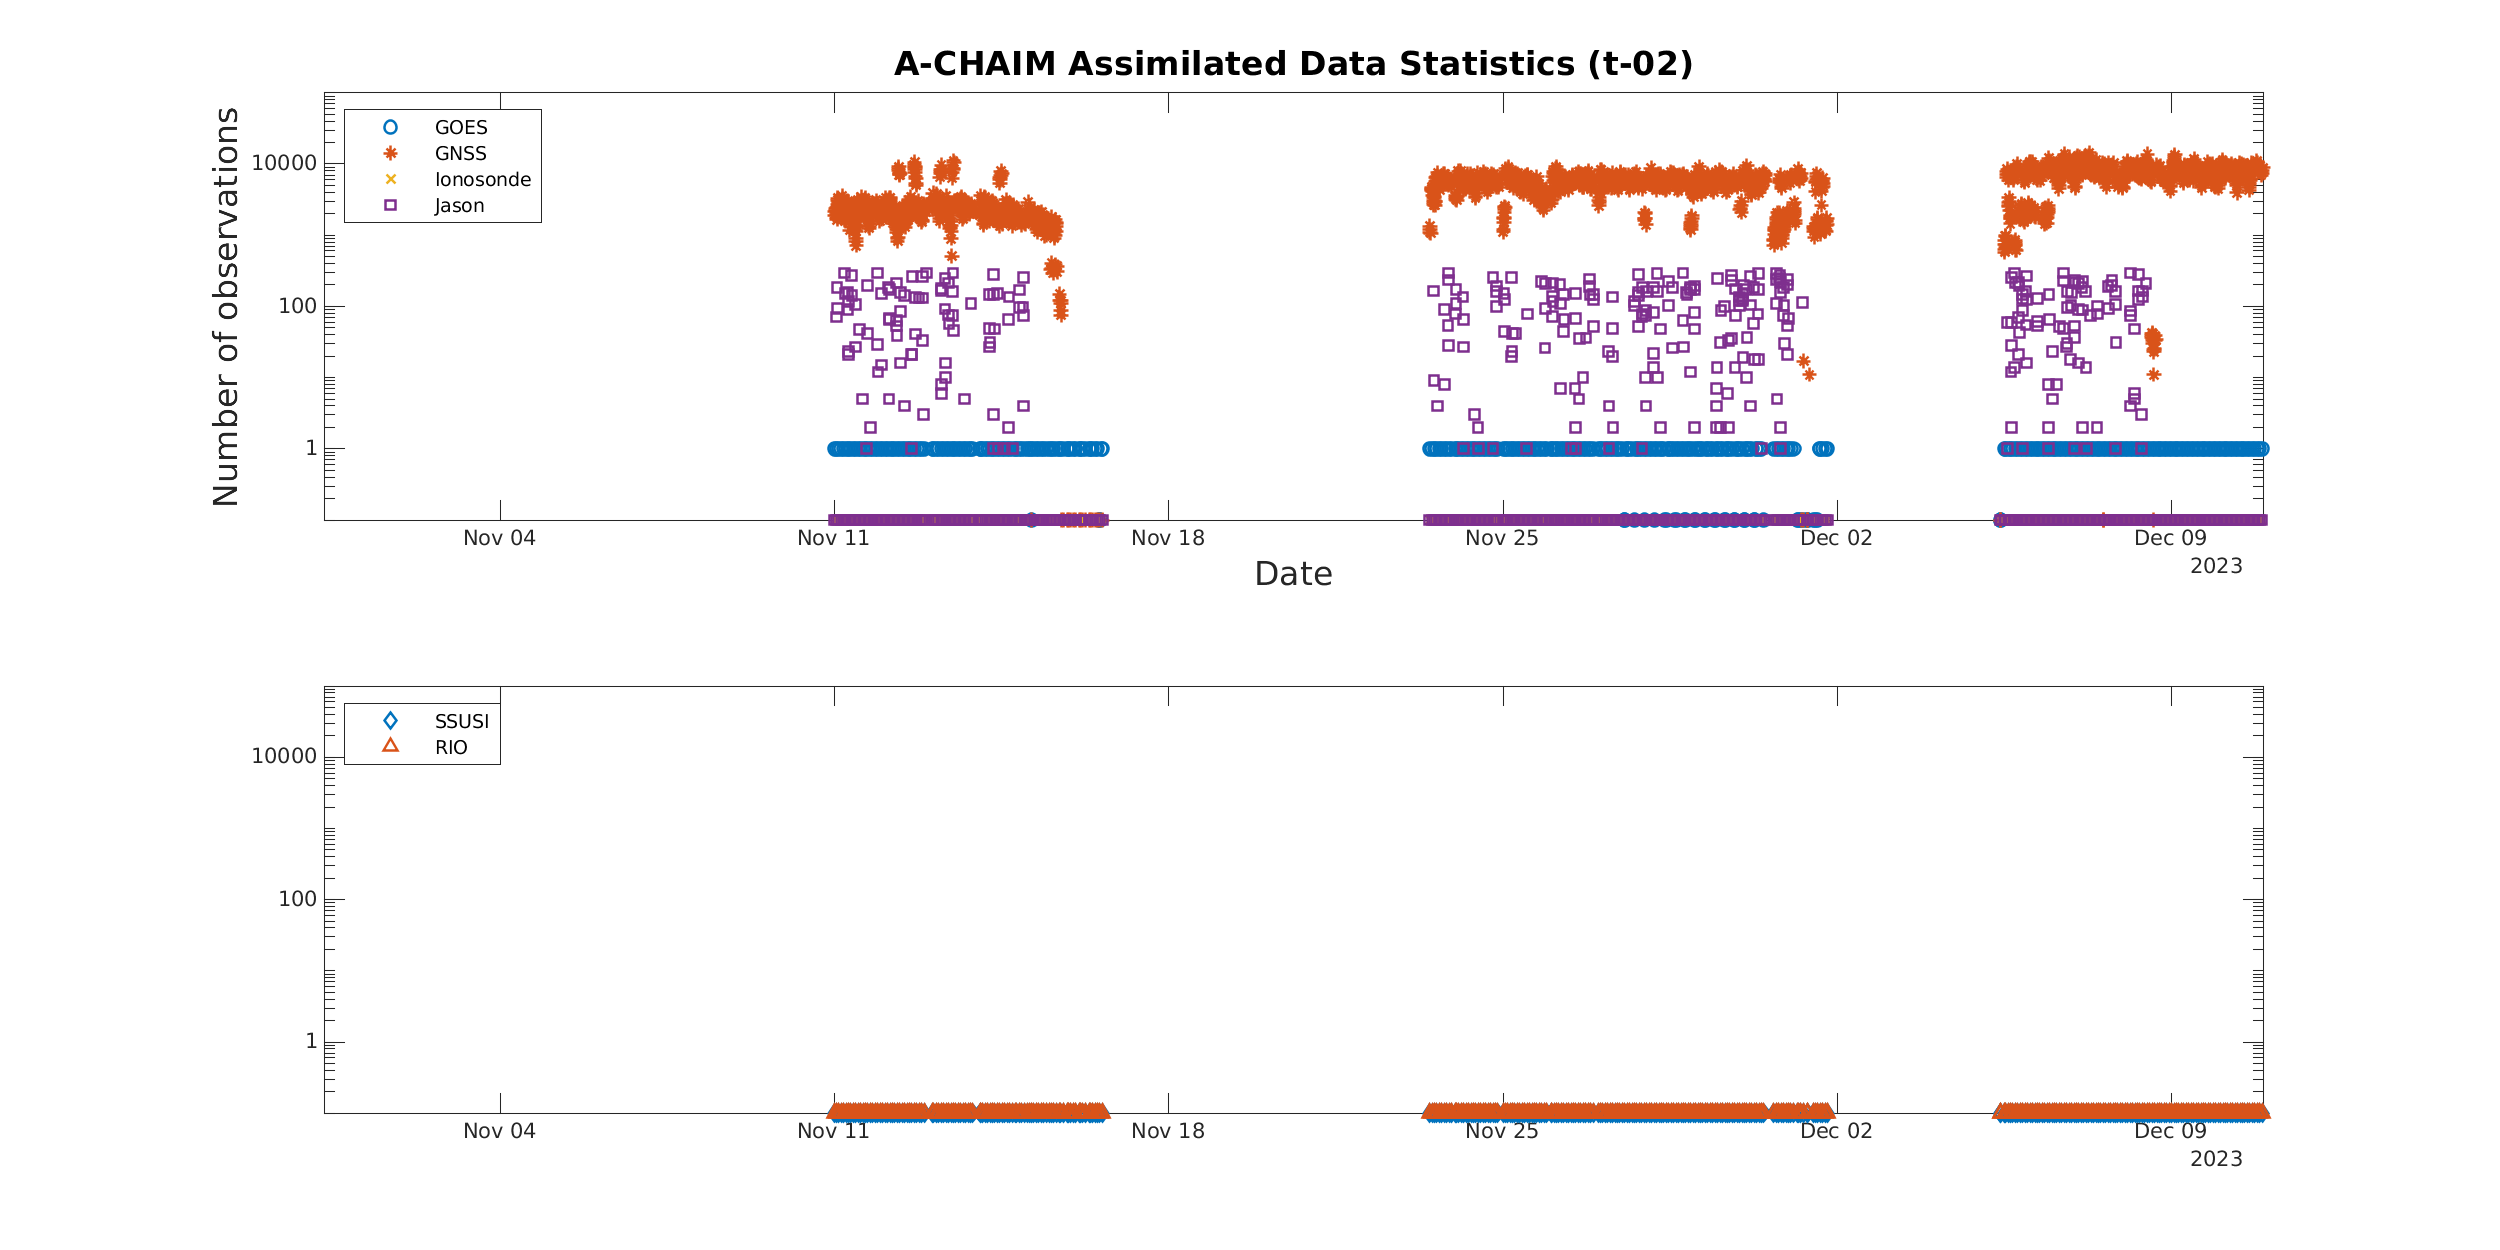 A-CHAIM Assimilated Data Statistics (t-02)
Number of observations
10000
100
1
GOES
GNSS
Ionosonde
Jason
Nov 04 Nov 11 Nov 18 Nov 25 Dec 02 Dec 09
2023
Date
10000
100
1
SSUSI
RIO
Nov 04 Nov 11 Nov 18 Nov 25 Dec 02 Dec 09
2023